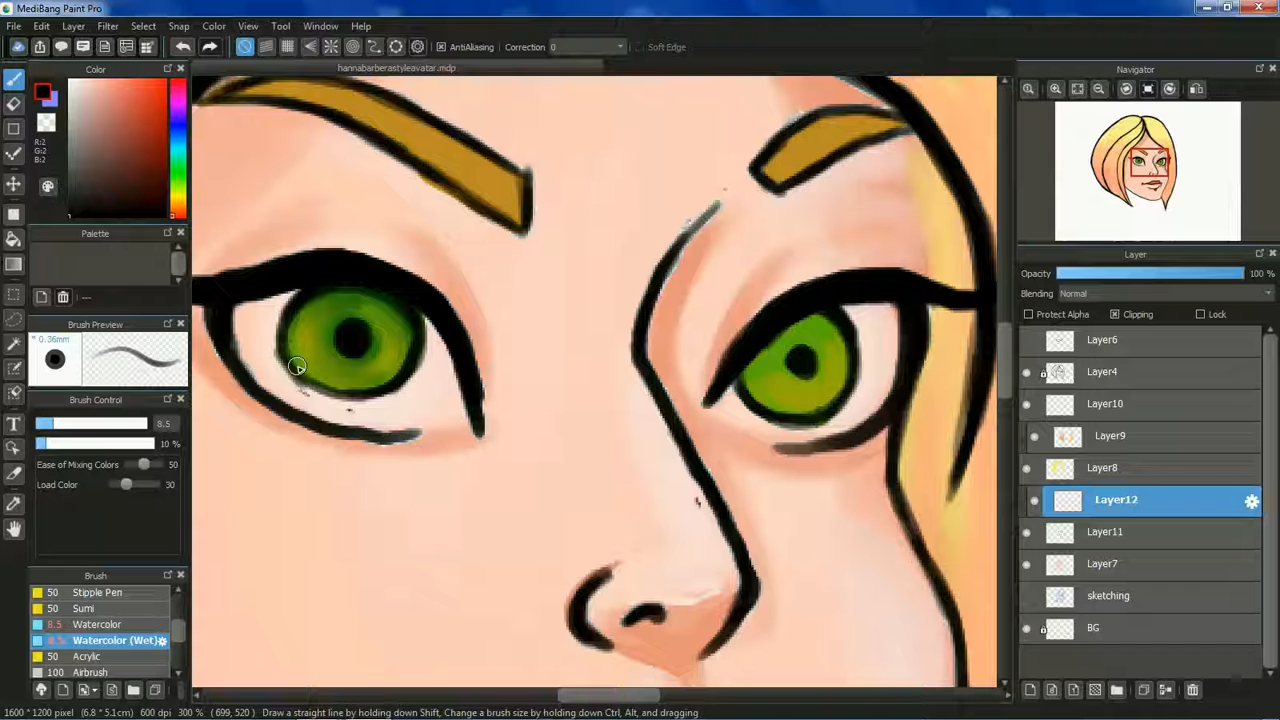 MediBang Paint Pro
File Edit Layer Filter Select Snap Color View Tool Window Help
AntiAliasing Correction 0 Soft Edge
hannabarberastyleavatar.mdp
Color
R:2
G:2
B:2
Palette
---
Brush Preview
* 0.36mm
Brush Control
8.5
10 %
Ease of Mixing Colors 50
Load Color 30
Brush
50 Stipple Pen
50 Sumi
8.5 Watercolor
8.5 Watercolor (Wet)
50 Acrylic
100 Airbrush
Navigator
Layer
Opacity 100 %
Blending Normal
Protect Alpha Clipping Lock
Layer6
Layer4
Layer10
Layer9
Layer8
Layer12
Layer11
Layer7
sketching
BG
1600 * 1200 pixel (6.8 * 5.1cm) 600 dpi 300 % (699, 520) Draw a straight line by holding down Shift, Change a brush size by holding down Ctrl, Alt, and dragging